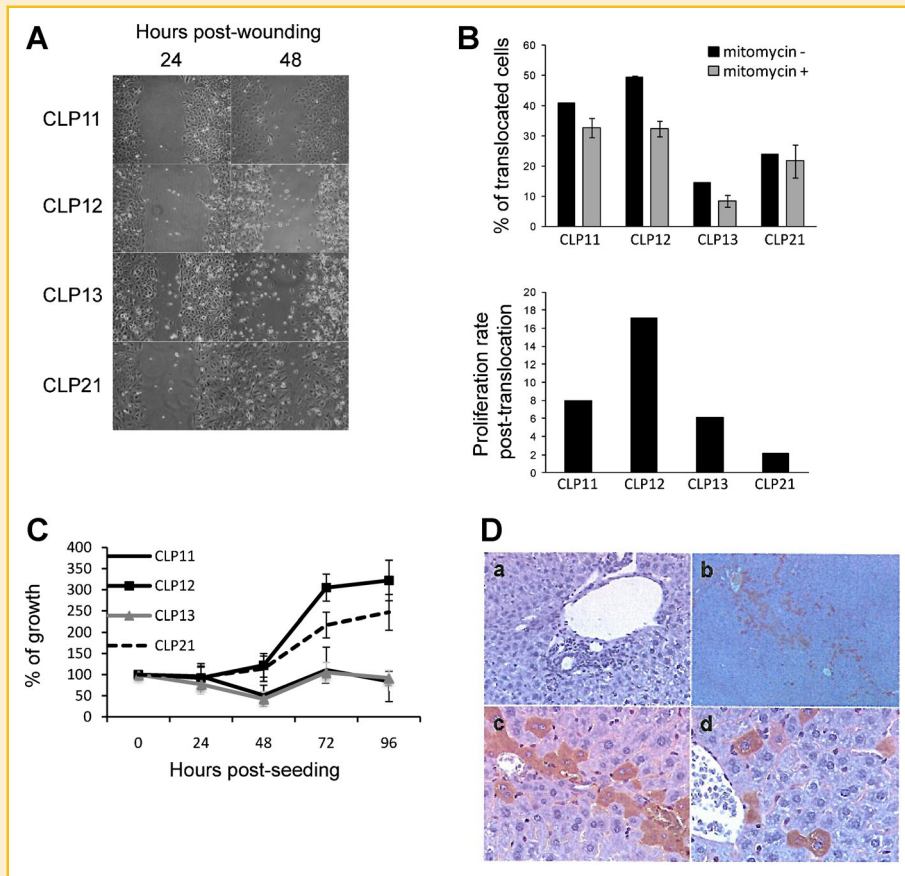 A
Hours post-wounding
24 48
CLP11
CLP12
CLP13
CLP21
B
% of translocated cells
60
50
40
30
20
10
0
mitomycin -
mitomycin +
CLP11 CLP12 CLP13 CLP21
Proliferation rate
post-translocation
20
18
16
14
12
10
8
6
4
2
0
CLP11 CLP12 CLP13 CLP21
C
% of growth
400
350
300
250
200
150
100
50
0
CLP11
CLP12
CLP13
CLP21
0 24 48 72 96
Hours post-seeding
D
a
b
c
d